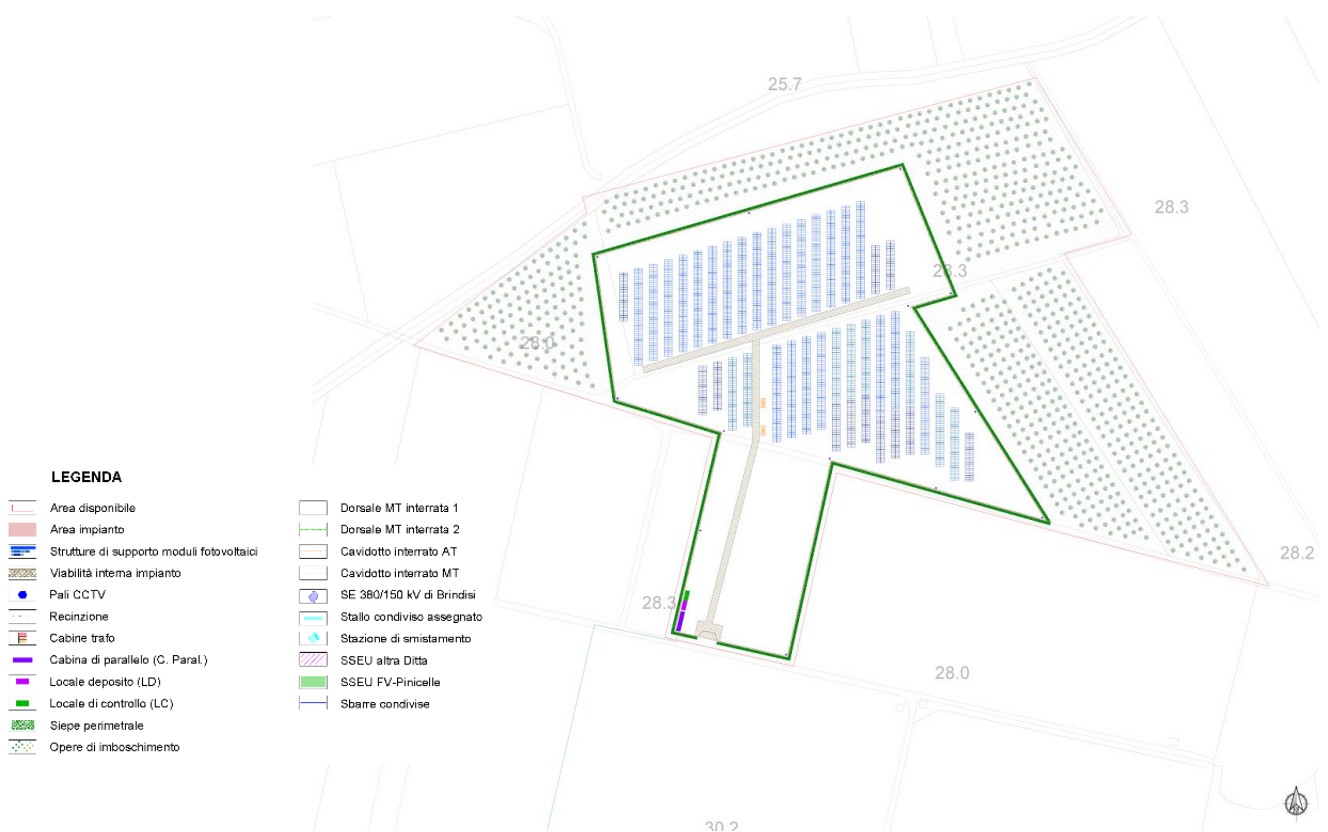 25.7
28.3
28.3
28.0
28.2
28.3
28.0
30.2
LEGENDA
Area disponibile
Area impianto
Strutture di supporto moduli fotovoltaici
Viabilità interna impianto
Pali CCTV
Recinzione
Cabine trafo
Cabina di parallelo (C. Paral.)
Locale deposito (LD)
Locale di controllo (LC)
Siepe perimetrale
Opere di imboschimento
Dorsale MT interrata 1
Dorsale MT interrata 2
Cavidotto interrato AT
Cavidotto interrato MT
SE 380/150 kV di Brindisi
Stallo condiviso assegnato
Stazione di smistamento
SSEU altra Ditta
SSEU FV-Pinicelle
Sbarre condivise